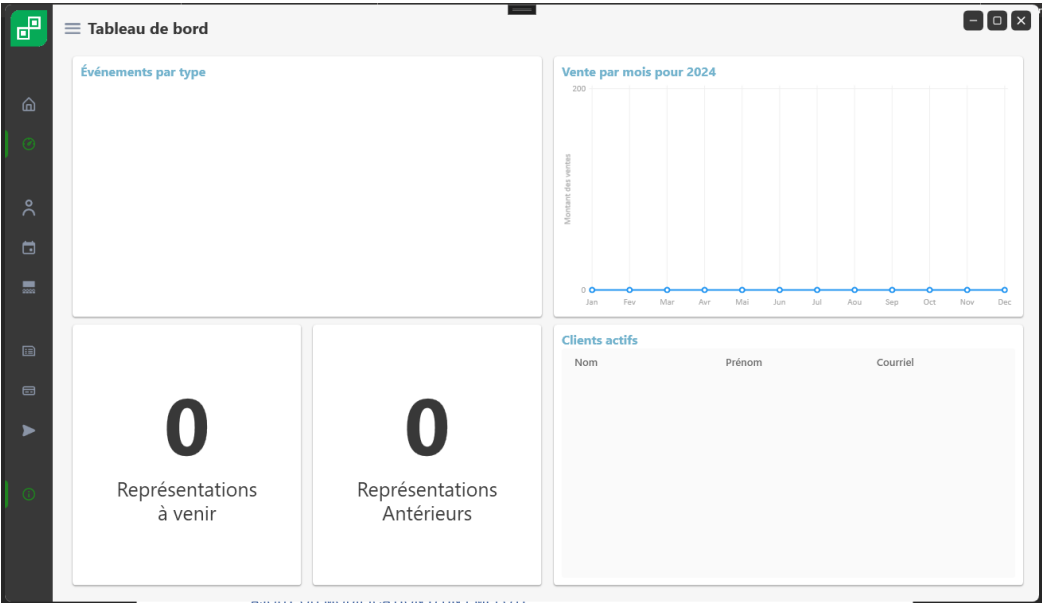 Tableau de bord
Événements par type
Vente par mois pour 2024
200
Montant des ventes
0
Jan Fev Mar Avr Mai Jun Jul Aou Sep Oct Nov Dec
0
Représentations
à venir
0
Représentations
Antérieurs
Clients actifs
Nom Prénom Courriel